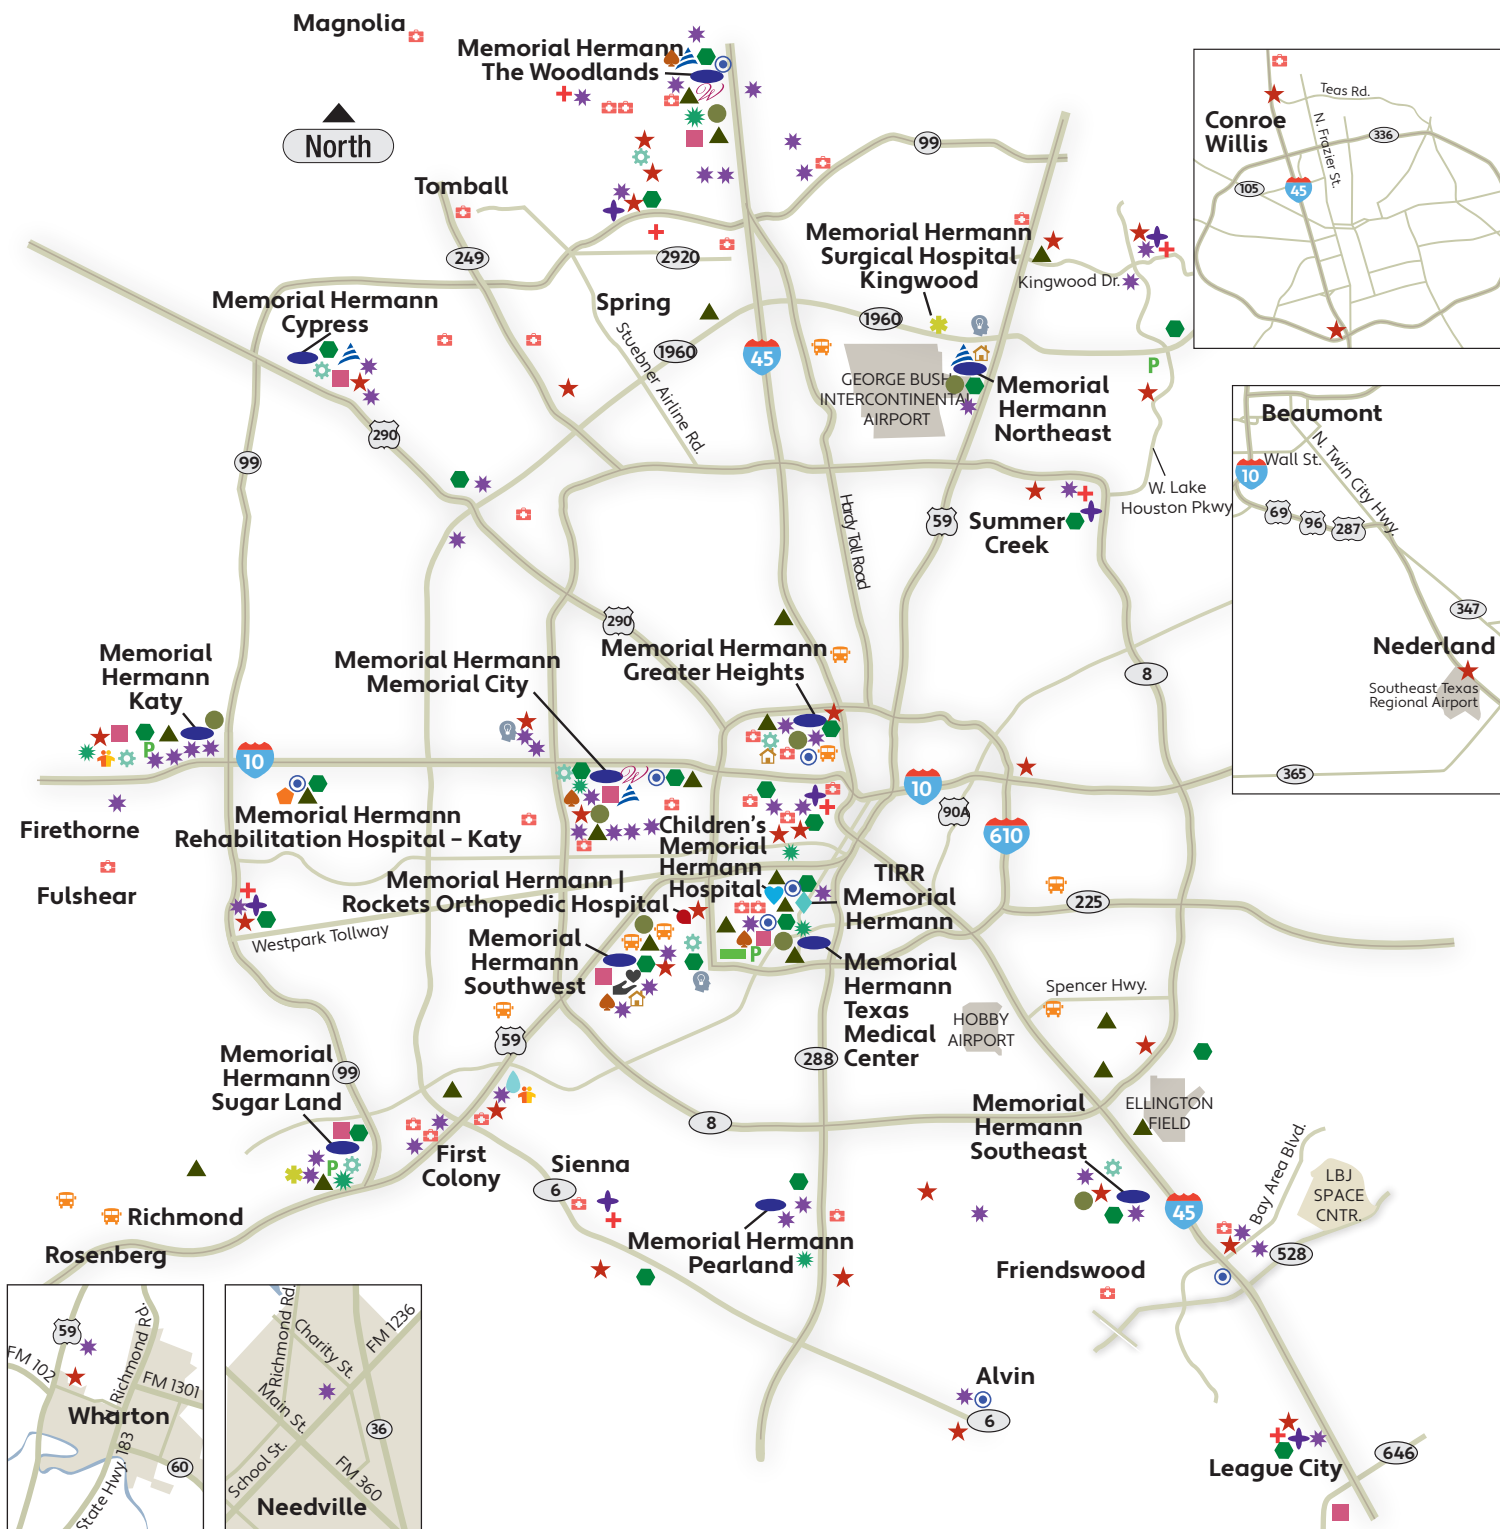 Magnolia
Memorial Hermann
The Woodlands
North
Tomball
99
249
2920
Memorial Hermann
Surgical Hospital
Kingwood
Kingwood Dr.
Memorial Hermann
Cypress
Spring
1960
1960
45
Stuebner Airline Rd.
GEORGE BUSH
INTERCONTINENTAL
AIRPORT
Memorial
Hermann
Northeast
P
290
99
Hardy Toll Road
59
W. Lake
Houston Pkwy
Summer
Creek
290
Memorial
Hermann
Katy
Memorial Hermann
Memorial City
Memorial Hermann
Greater Heights
8
P
10
W
10
90A
610
Firethorne
Memorial Hermann
Rehabilitation Hospital – Katy
Children's
Memorial
Hermann
Hospital
Fulshear
Memorial Hermann |
Rockets Orthopedic Hospital
TIRR
Memorial
Hermann
225
Westpark Tollway
Memorial
Hermann
Southwest
P
Memorial
Hermann
Texas
Medical
Center
Spencer Hwy.
HOBBY
AIRPORT
59
288
Memorial
Hermann
Sugar Land
99
8
Memorial
Hermann
Southeast
ELLINGTON
FIELD
First
Colony
P
Sienna
6
45
Bay Area Blvd.
LBJ
SPACE
CNTR.
Richmond
Rosenberg
Memorial Hermann
Pearland
528
Friendswood
Alvin
6
League City
646
W
Conroe
Willis
Teas Rd.
N. Frazier St.
336
105
45
Beaumont
N. Twin City Hwy.
10
Wall St.
69
96
287
347
Nederland
Southeast Texas
Regional Airport
365
59
FM 102
N. Richmond Rd.
FM 1301
Wharton
State Hwy. 183
60
Richmond Rd.
Charity St.
FM 1236
Main St.
School St.
36
FM 360
Needville